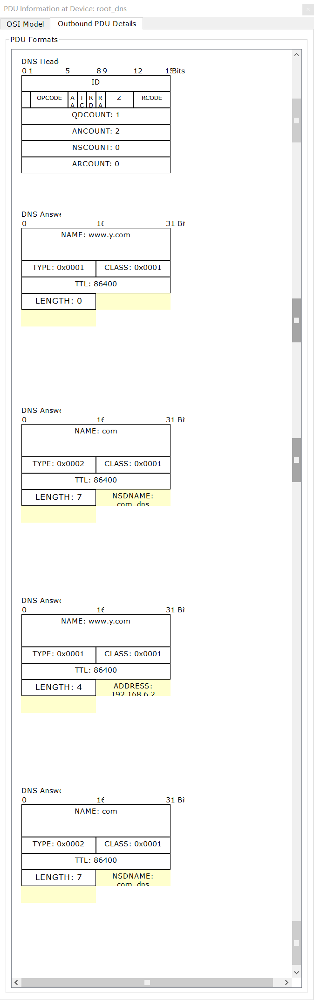 PDU Information at Device: root_dns
OSI Model
Outbound PDU Details
PDU Formats
DNS Head
0 1 5 8 9 12 15 Bits
ID
OPCODE AA TC RD RA Z RCODE
QDCOUNT: 1
ANCOUNT: 2
NSCOUNT: 0
ARCOUNT: 0
DNS Answe
0 16 31 Bi
NAME: www.y.com
TYPE: 0x0001 CLASS: 0x0001
TTL: 86400
LENGTH: 0
DNS Answe
0 16 31 Bi
NAME: com
TYPE: 0x0002 CLASS: 0x0001
TTL: 86400
LENGTH: 7 NSDNAME:
com_dns
DNS Answe
0 16 31 Bi
NAME: www.y.com
TYPE: 0x0001 CLASS: 0x0001
TTL: 86400
LENGTH: 4 ADDRESS:
192.168.6.2
DNS Answe
0 16 31 Bi
NAME: com
TYPE: 0x0002 CLASS: 0x0001
TTL: 86400
LENGTH: 7 NSDNAME:
com_dns